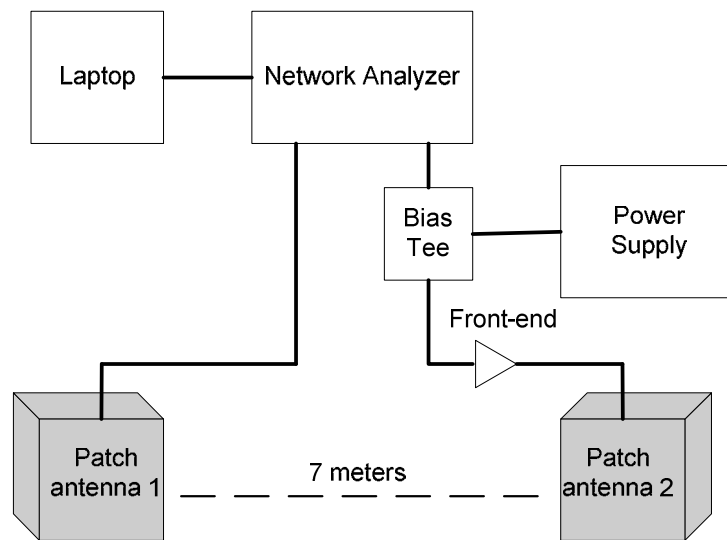 Laptop
Network Analyzer
Bias
Tee
Power
Supply
Front-end
Patch
antenna 1
7 meters
Patch
antenna 2